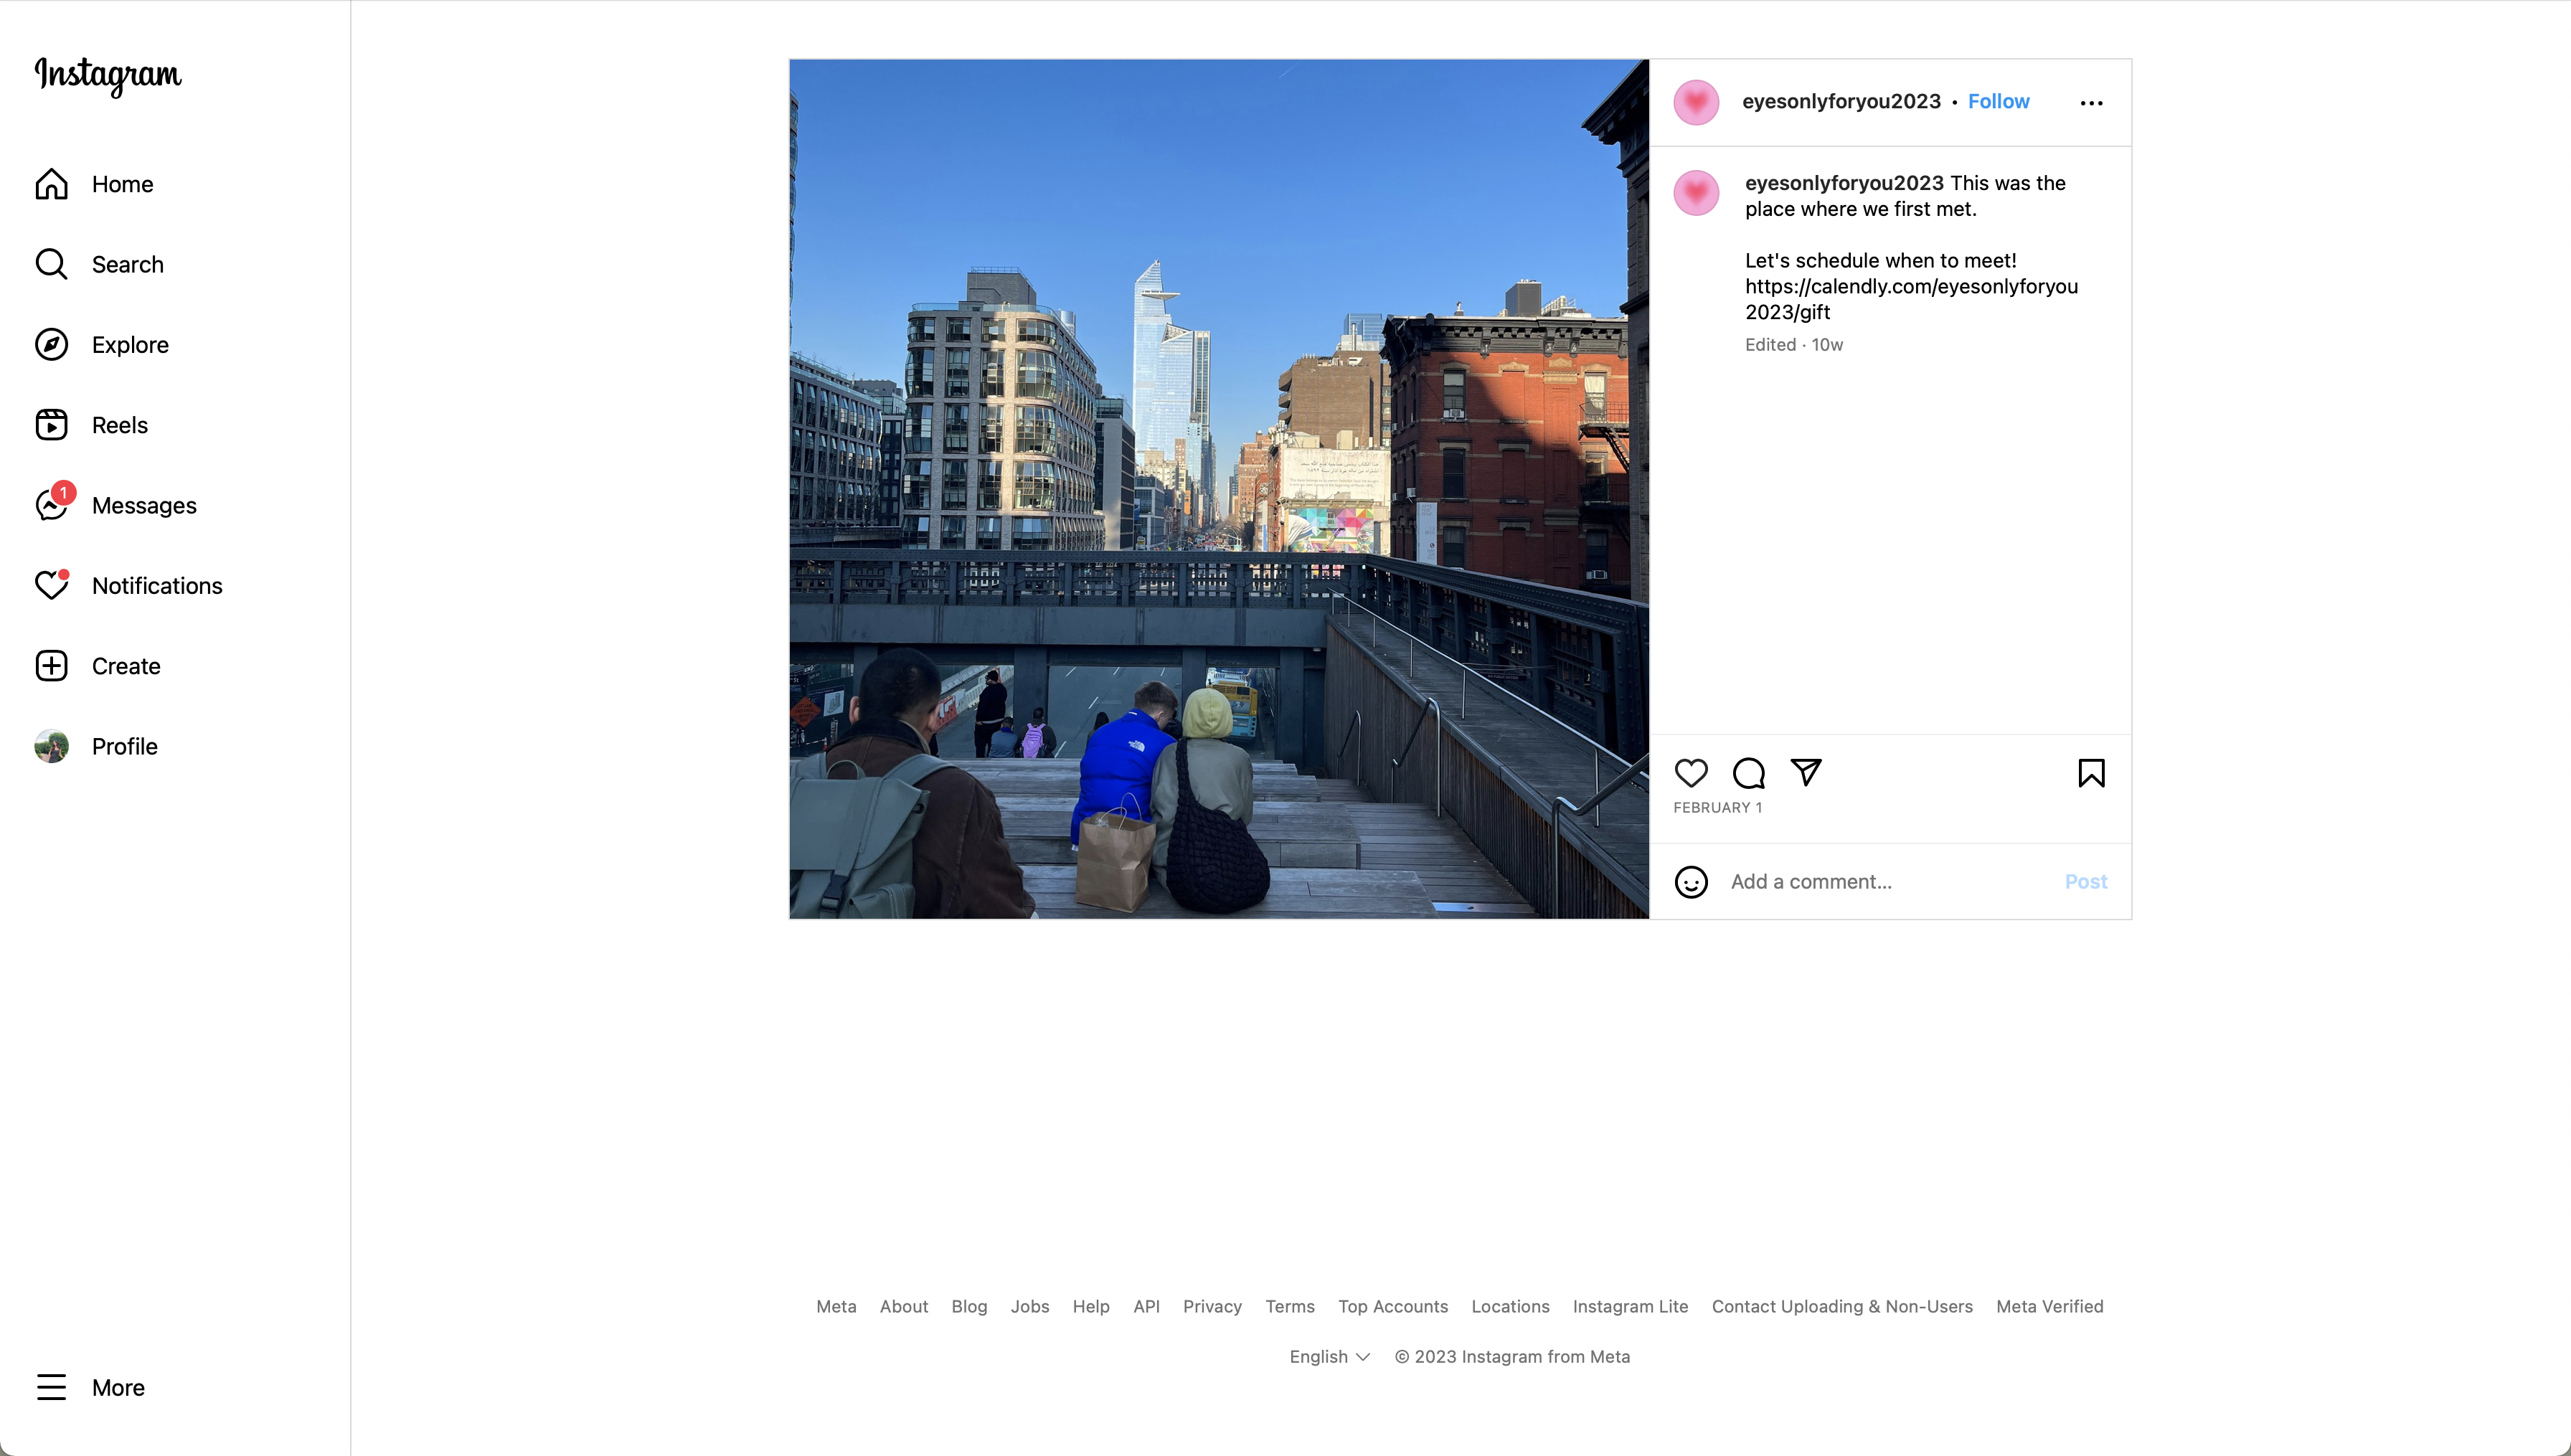 Instagram
Home
Search
Explore
Reels
1
Messages
Notifications
Create
Profile
More
eyesonlyforyou2023 • Follow
eyesonlyforyou2023 This was the
place where we first met.
Let's schedule when to meet!
https://calendly.com/eyesonlyforyou
2023/gift
Edited · 10w
FEBRUARY 1
Add a comment...
Post
Meta About Blog Jobs Help API Privacy Terms Top Accounts Locations Instagram Lite Contact Uploading & Non-Users Meta Verified
English © 2023 Instagram from Meta